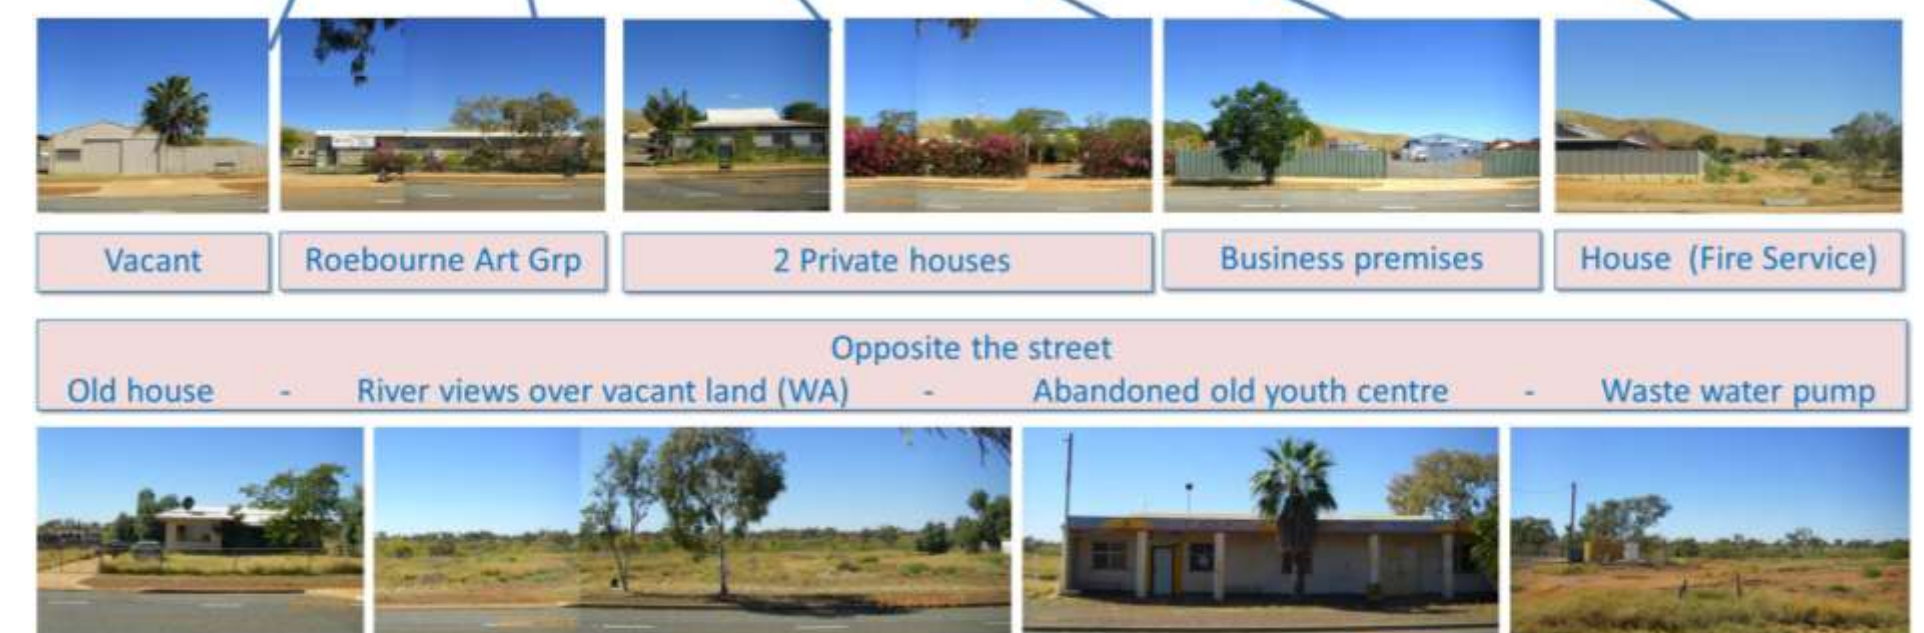 Vacant
Roebourne Art Grp
2 Private houses
Business premises
House (Fire Service)
Opposite the street
Old house - River views over vacant land (WA) - Abandoned old youth centre - Waste water pump